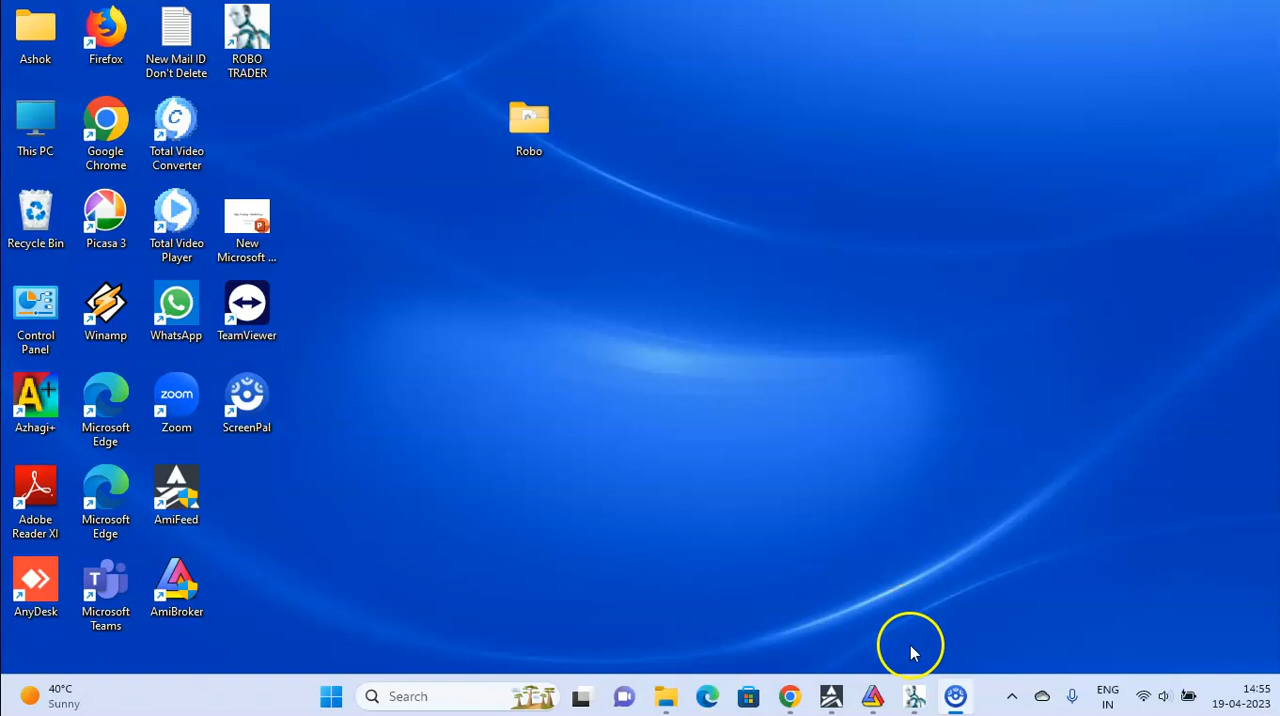 Ashok
Firefox
New Mail ID
Don't Delete
ROBO
TRADER
This PC
Google
Chrome
Total Video
Converter
Robo
Recycle Bin
Picasa 3
Total Video
Player
New
Microsoft ...
Control
Panel
Winamp
WhatsApp
TeamViewer
Azhagi+
Microsoft
Edge
zoom
Zoom
ScreenPal
Adobe
Reader XI
Microsoft
Edge
AmiFeed
AnyDesk
Microsoft
Teams
AmiBroker
40°C
Sunny
Search
ENG
IN
14:55
19-04-2023